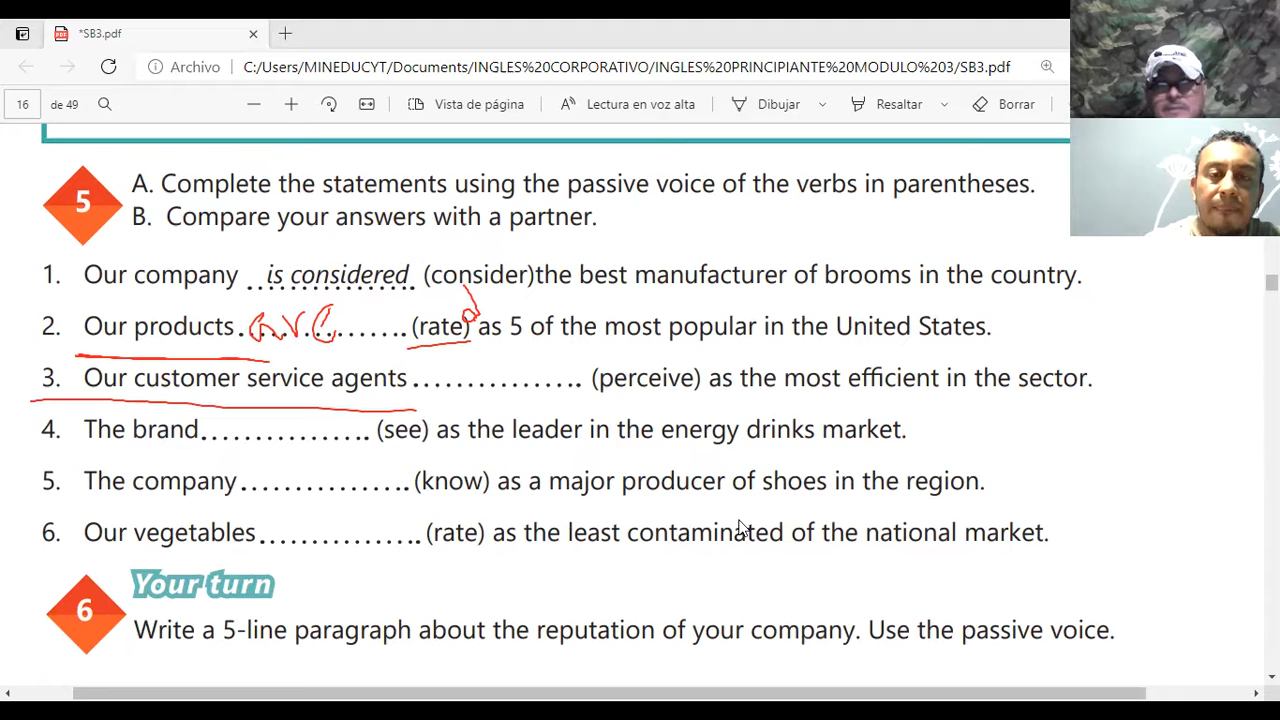 *SB3.pdf
Archivo C:/Users/MINEDUCYT/Documents/INGLES%20CORPORATIVO/INGLES%20PRINCIPIANTE%20MODULO%203/SB3.pdf
16 de 49 Vista de página Lectura en voz alta Dibujar Resaltar Borrar
5
A. Complete the statements using the passive voice of the verbs in parentheses.
B. Compare your answers with a partner.
1. Our company is considered (consider)the best manufacturer of brooms in the country.
2. Our products are (rate)d as 5 of the most popular in the United States.
3. Our customer service agents ................ (perceive) as the most efficient in the sector.
4. The brand................ (see) as the leader in the energy drinks market.
5. The company................ (know) as a major producer of shoes in the region.
6. Our vegetables............... (rate) as the least contaminated of the national market.
6
Your turn
Write a 5-line paragraph about the reputation of your company. Use the passive voice.